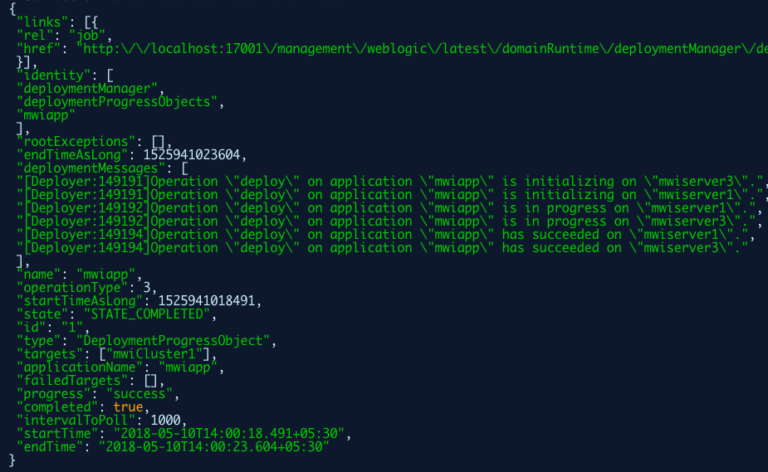 {
"links": [{
"rel": "job",
"href": "http:\/\/localhost:17001\/management\/weblogic\/latest\/domainRuntime\/deploymentManager\/de
}],
"identity": [
"deploymentManager",
"deploymentProgressObjects",
"mwiapp"
],
"rootExceptions": [],
"endTimeAsLong": 1525941023604,
"deploymentMessages": [
"[Deployer:149191]Operation \"deploy\" on application \"mwiapp\" is initializing on \"mwiserver3\".",
"[Deployer:149191]Operation \"deploy\" on application \"mwiapp\" is initializing on \"mwiserver1\".",
"[Deployer:149192]Operation \"deploy\" on application \"mwiapp\" is in progress on \"mwiserver1\".",
"[Deployer:149192]Operation \"deploy\" on application \"mwiapp\" is in progress on \"mwiserver3\".",
"[Deployer:149194]Operation \"deploy\" on application \"mwiapp\" has succeeded on \"mwiserver1\".",
"[Deployer:149194]Operation \"deploy\" on application \"mwiapp\" has succeeded on \"mwiserver3\"."
],
"name": "mwiapp",
"operationType": 3,
"startTimeAsLong": 1525941018491,
"state": "STATE_COMPLETED",
"id": "1",
"type": "DeploymentProgressObject",
"targets": ["mwiCluster1"],
"applicationName": "mwiapp",
"failedTargets": [],
"progress": "success",
"completed": true,
"intervalToPoll": 1000,
"startTime": "2018-05-10T14:00:18.491+05:30",
"endTime": "2018-05-10T14:00:23.604+05:30"
}